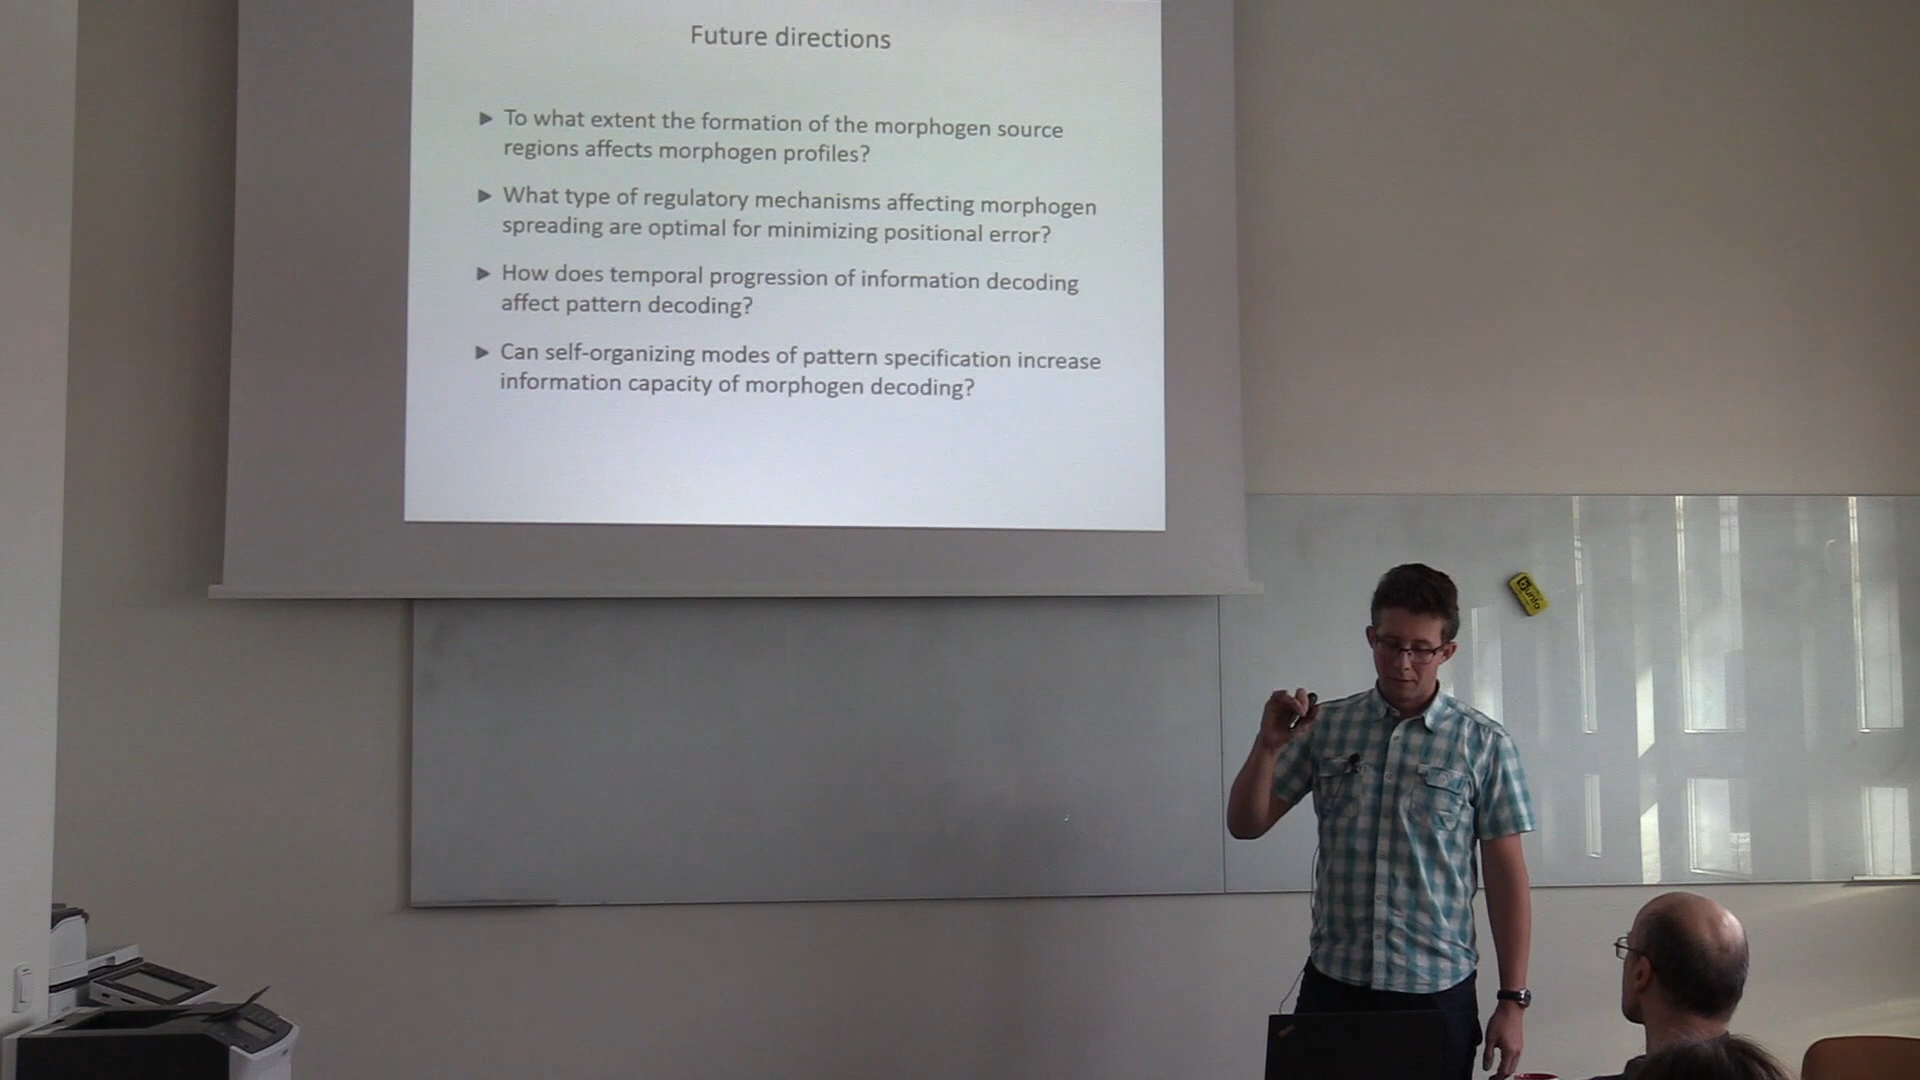 Future directions
To what extent the formation of the morphogen source
regions affects morphogen profiles?
What type of regulatory mechanisms affecting morphogen
spreading are optimal for minimizing positional error?
How does temporal progression of information decoding
affect pattern decoding?
Can self-organizing modes of pattern specification increase
information capacity of morphogen decoding?